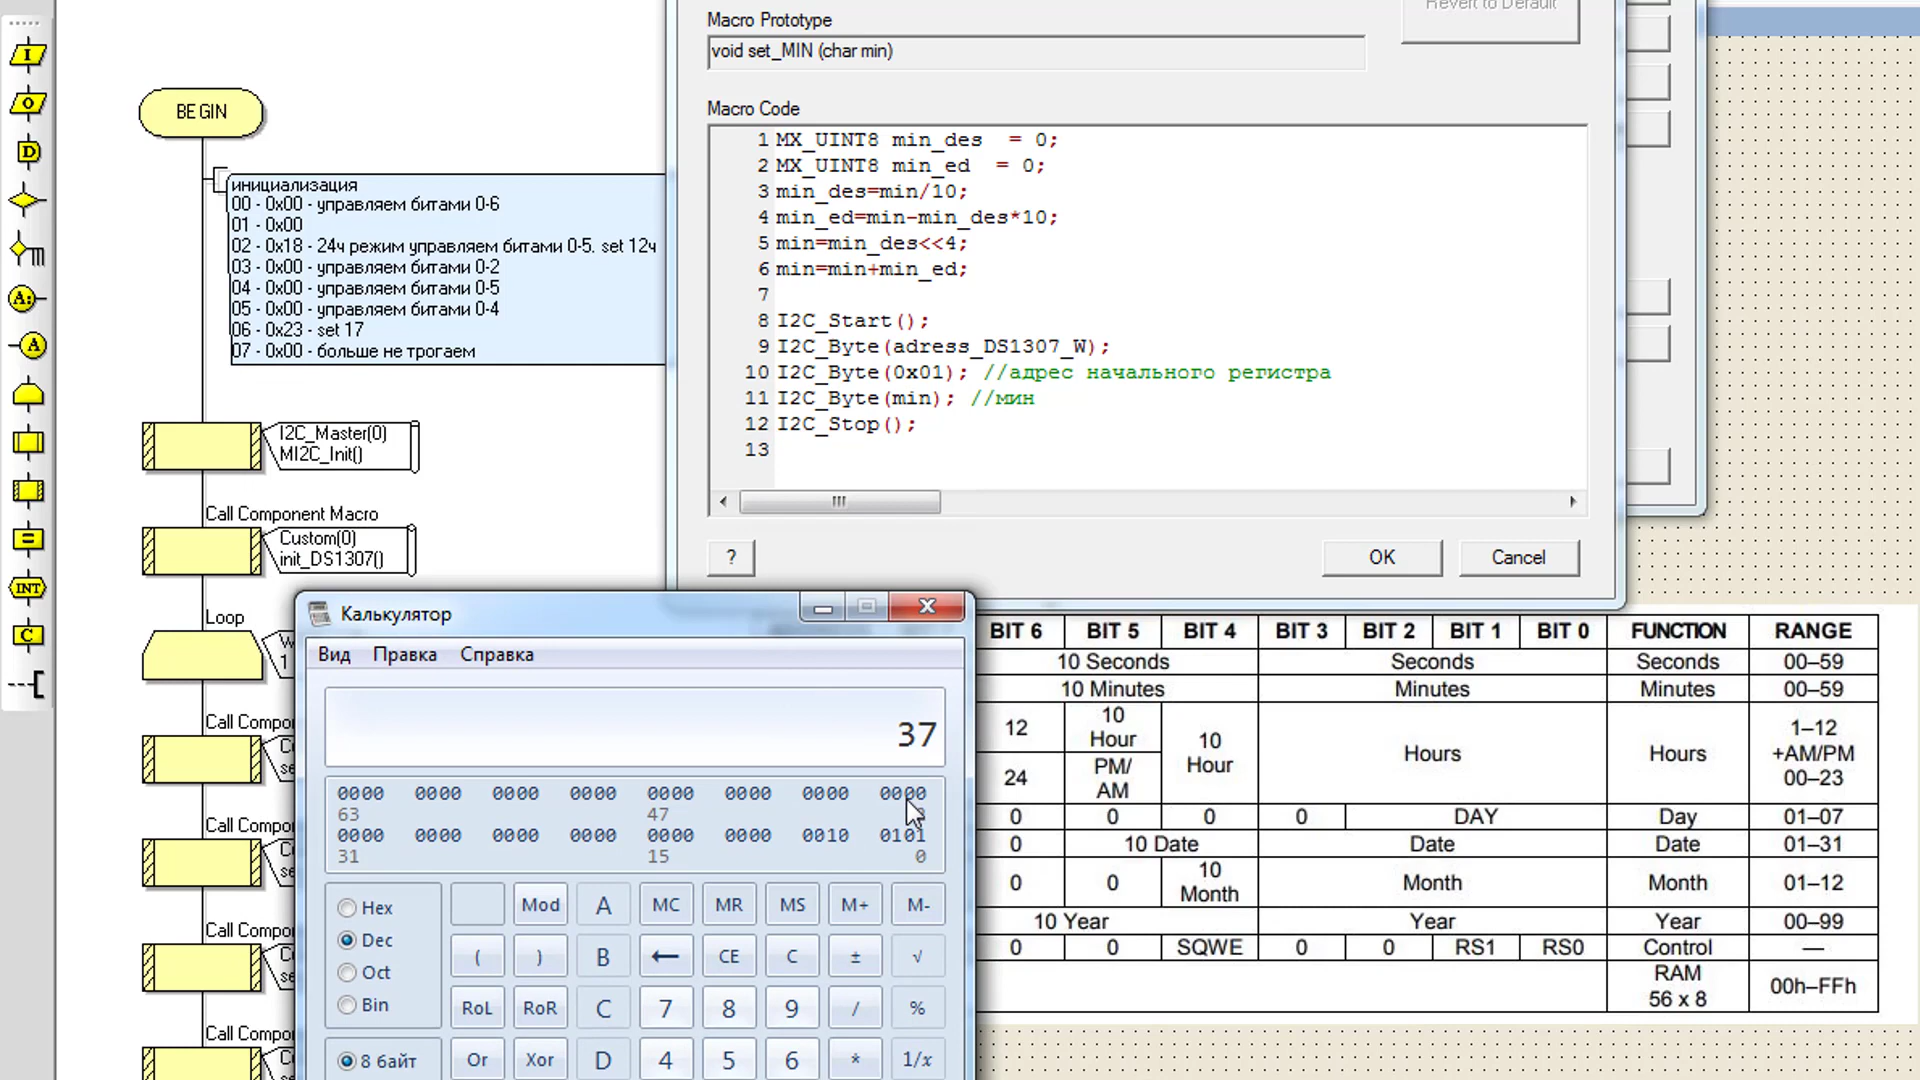 Revert to Default
Macro Prototype
void set_MIN (char min)
Macro Code
1 MX_UINT8 min_des  = 0;
2 MX_UINT8 min_ed  = 0;
3 min_des=min/10;
4 min_ed=min-min_des*10;
5 min=min_des<<4;
6 min=min+min_ed;
7
8 I2C_Start();
9 I2C_Byte(adress_DS1307_W);
10 I2C_Byte(0x01); //адрес начального регистра
11 I2C_Byte(min); //мин
12 I2C_Stop();
13
? OK Cancel
I
O
D
A:
A
INT
C
BEGIN
инициализация
00 - 0x00 - управляем битами 0-6
01 - 0x00
02 - 0x18 - 24ч режим управляем битами 0-5. set 12ч
03 - 0x00 - управляем битами 0-2
04 - 0x00 - управляем битами 0-5
05 - 0x00 - управляем битами 0-4
06 - 0x23 - set 17
07 - 0x00 - больше не трогаем
I2C_Master(0)
MI2C_Init()
Call Component Macro
Custom(0)
init_DS1307()
Loop
1
Call Compo
Call Compo
Call Compo
Call Compo
Калькулятор
Вид Правка Справка
37
0000 0000 0000 0000 0000 0000 0000 0000
63 47
0000 0000 0000 0000 0000 0000 0010 0101
31 15 0
Hex
Dec
Oct
Bin
8 байт
Mod A MC MR MS M+ M-
( ) B ← CE C ± √
RoL RoR C 7 8 9 / %
Or Xor D 4 5 6 * 1/x
BIT 6 BIT 5 BIT 4 BIT 3 BIT 2 BIT 1 BIT 0 FUNCTION RANGE
10 Seconds Seconds Seconds 00–59
10 Minutes Minutes Minutes 00–59
12 10 Hour 10 Hour Hours Hours 1–12 +AM/PM 00–23
24 PM/ AM
0 0 0 0 DAY Day 01–07
0 10 Date Date Date 01–31
0 0 10 Month Month Month 01–12
10 Year Year Year 00–99
0 0 SQWE 0 0 RS1 RS0 Control —
RAM 56 x 8 00h–FFh